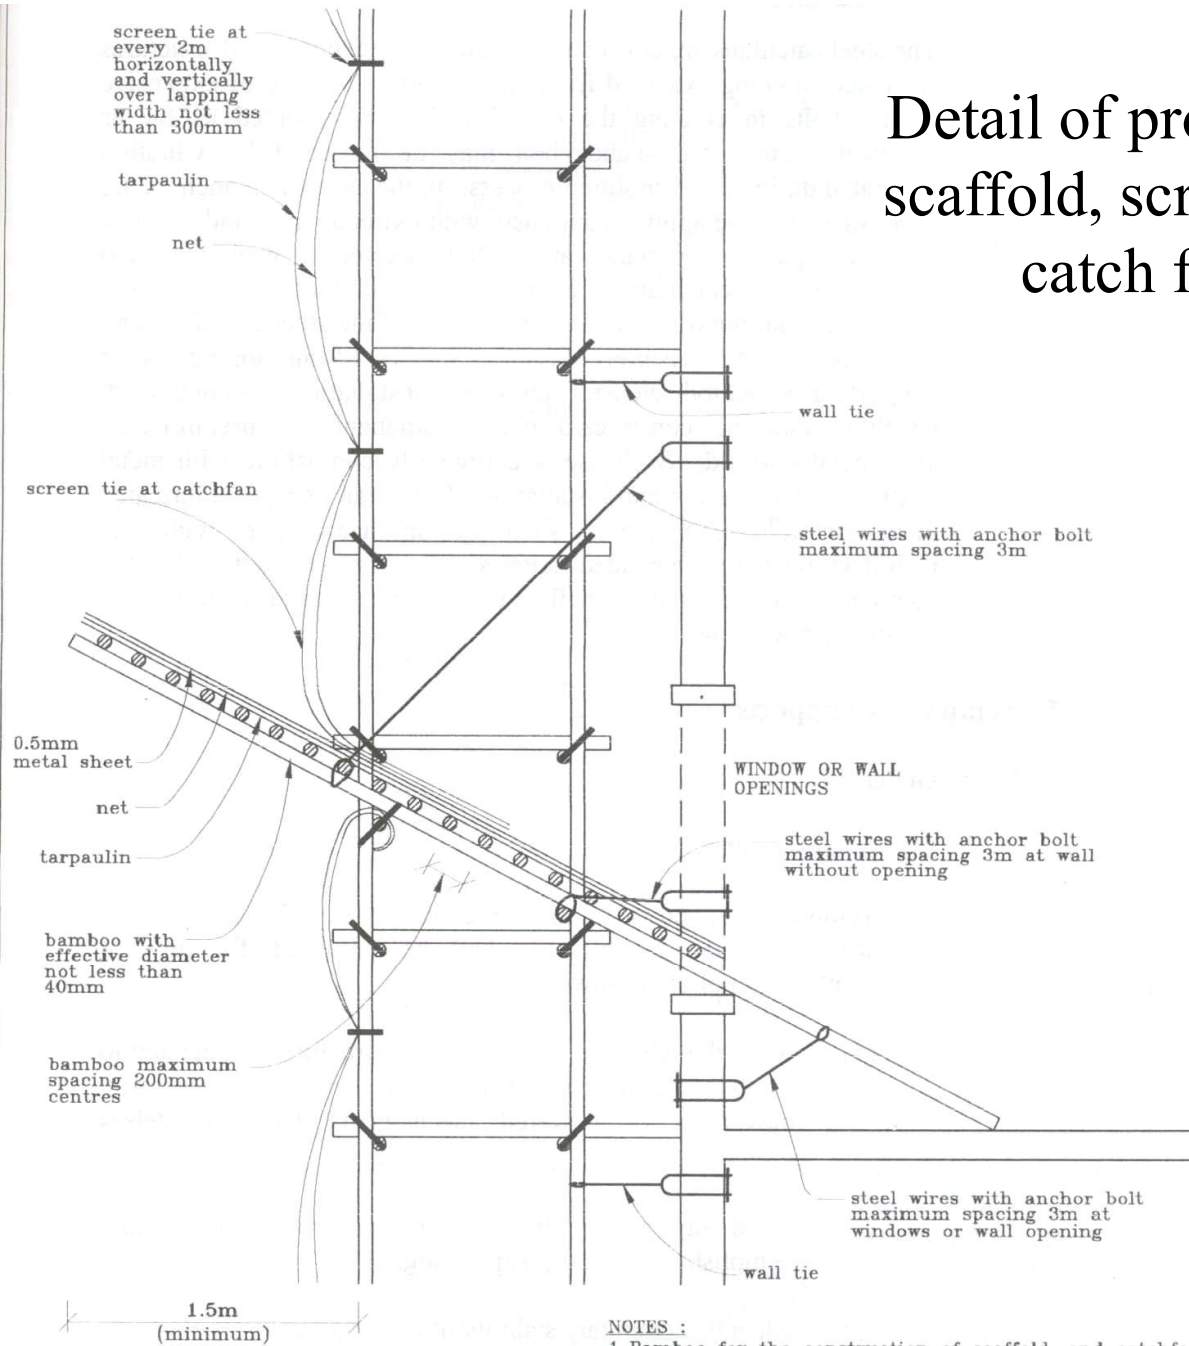 screen tie at
every 2m
horizontally
and vertically
over lapping
width not less
than 300mm
tarpaulin
net
screen tie at catchfan
0.5mm
metal sheet
net
tarpaulin
bamboo with
effective diameter
not less than
40mm
bamboo maximum
spacing 200mm
centres
1.5m
(minimum)
Detail of
scaffold,
catch
wall tie
steel wires with anchor bolt
maximum spacing 3m
WINDOW OR WALL
OPENINGS
steel wires with anchor bolt
maximum spacing 3m at wall
without opening
steel wires with anchor bolt
maximum spacing 3m at
windows or wall opening
wall tie
NOTES :